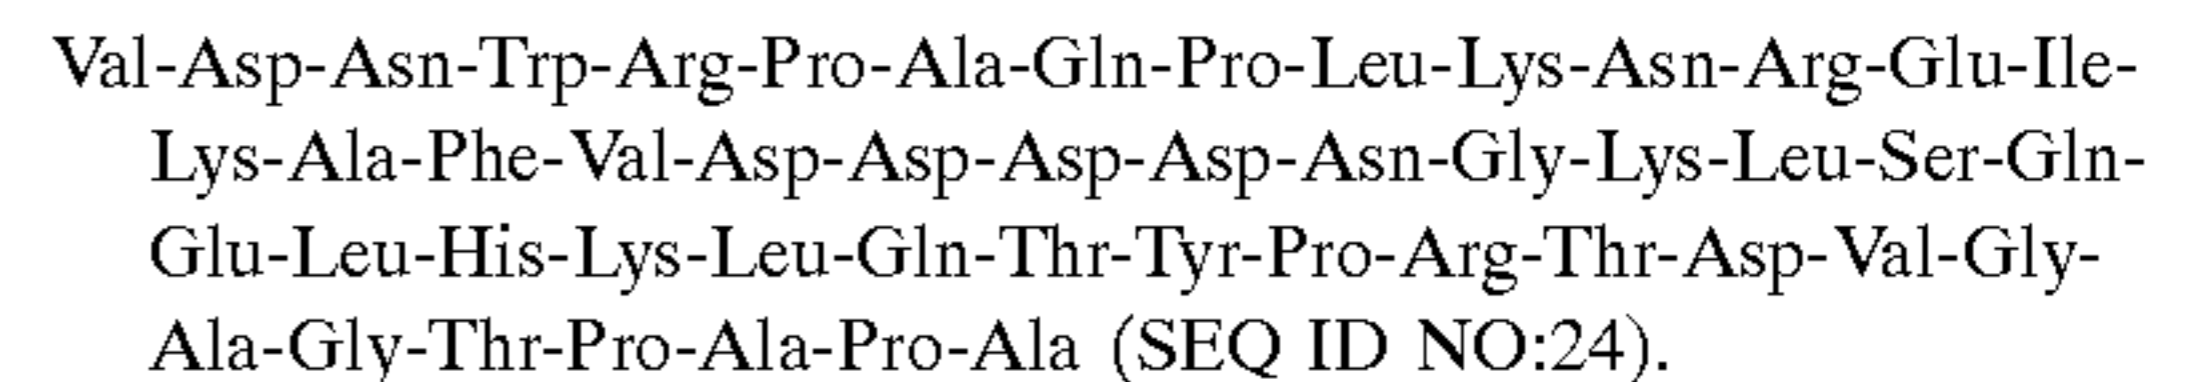 Val-Asp-Asn-Trp-Arg-Pro-Ala-Gln-Pro-Leu-Lys-Asn-Arg-Glu-Ile-
Lys-Ala-Phe-Val-Asp-Asp-Asp-Asp-Asn-Gly-Lys-Leu-Ser-Gln-
Glu-Leu-His-Lys-Leu-Gln-Thr-Tyr-Pro-Arg-Thr-Asp-Val-Gly-
Ala-Gly-Thr-Pro-Ala-Pro-Ala (SEQ ID NO:24).